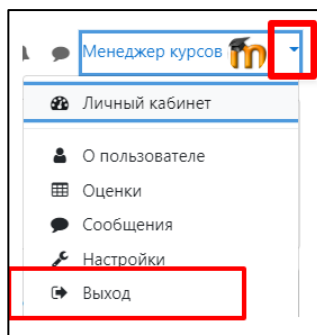 Менеджер курсов
Личный кабинет
О пользователе
Оценки
Сообщения
Настройки
Выход